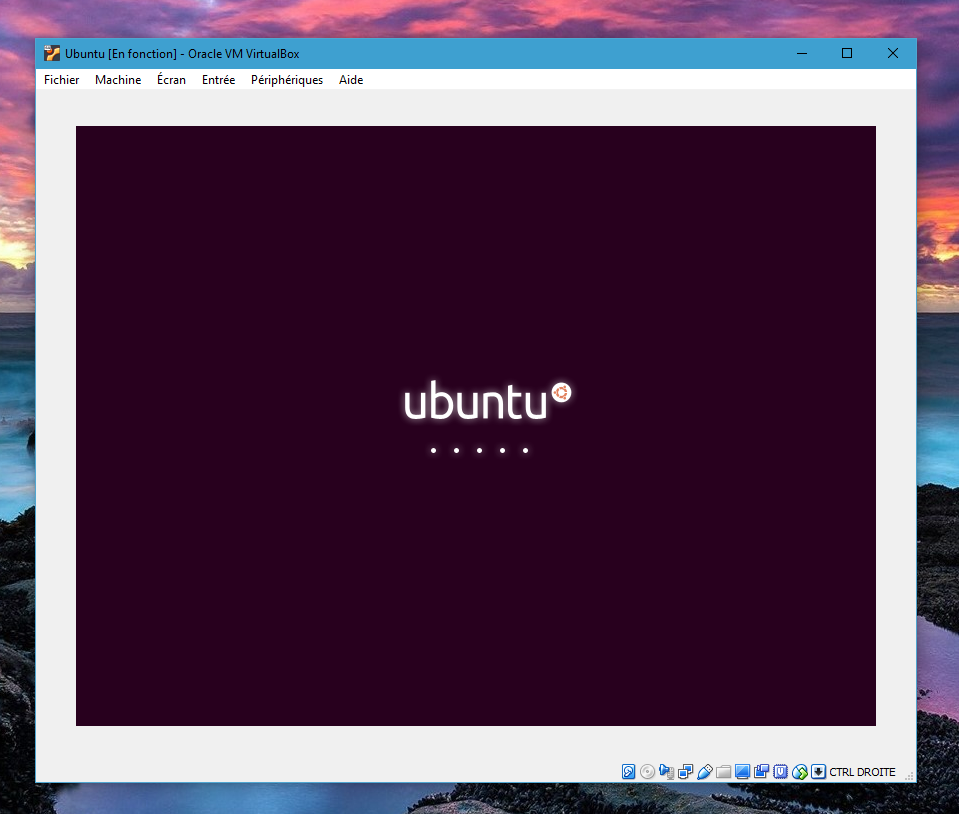 Ubuntu [En fonction] - Oracle VM VirtualBox
Fichier Machine Écran Entrée Périphériques Aide
ubuntu
CTRL DROITE